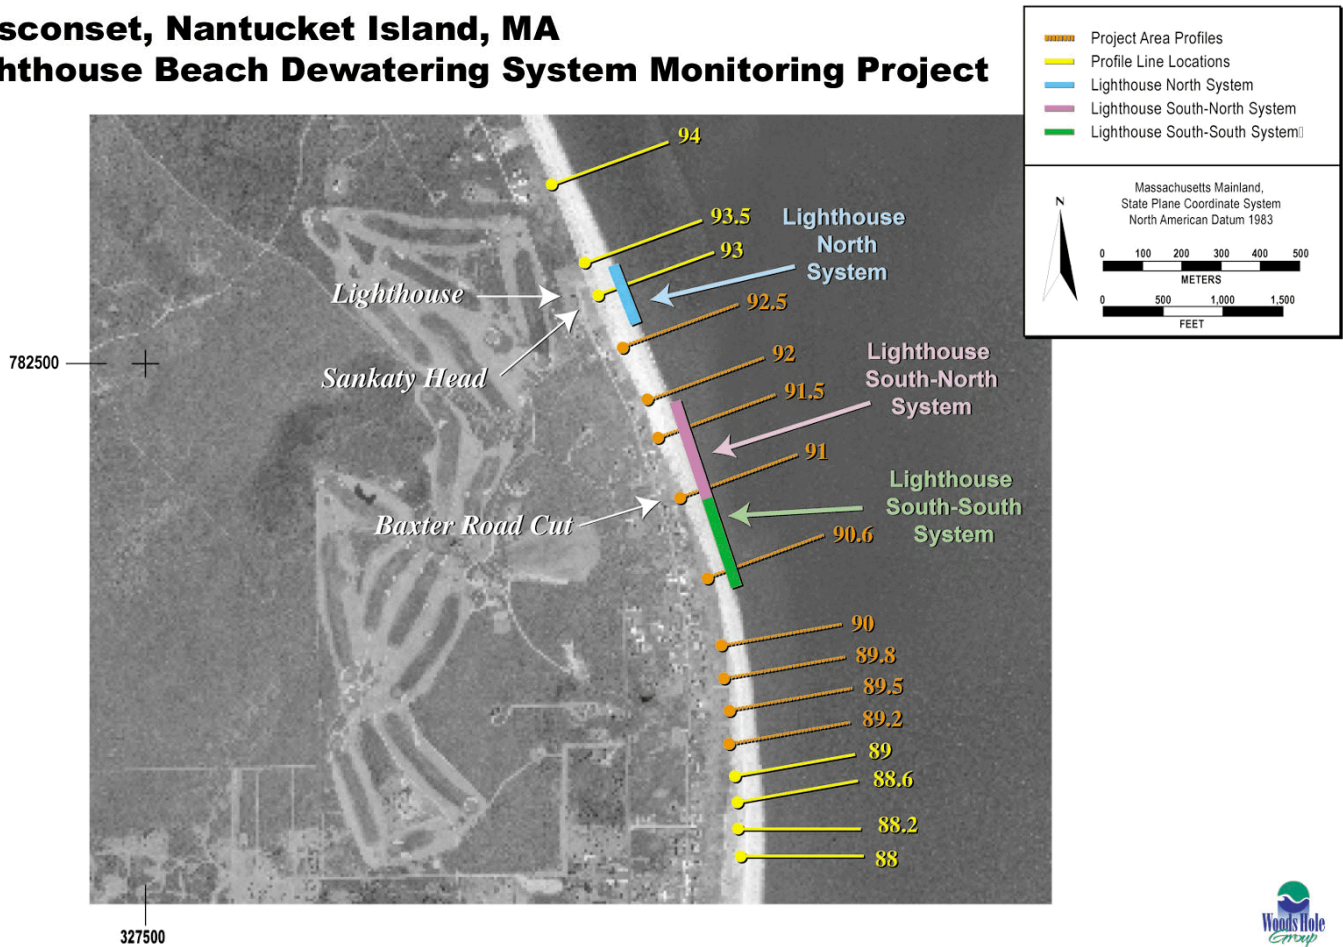 sconset, Nantucket Island, MA
hthouse Beach Dewatering System Monitoring Project
Project Area Profiles
Profile Line Locations
Lighthouse North System
Lighthouse South-North System
Lighthouse South-South System
N
Massachusetts Mainland,
State Plane Coordinate System
North American Datum 1983
0 100 200 300 400 500
METERS
0 500 1,000 1,500
FEET
94
93.5
93
Lighthouse
North
System
Lighthouse
92.5
782500
Sankaty Head
92
Lighthouse
South-North
System
91.5
91
Baxter Road Cut
Lighthouse
South-South
System
90.6
90
89.8
89.5
89.2
89
88.6
88.2
88
327500
Woods Hole
Group